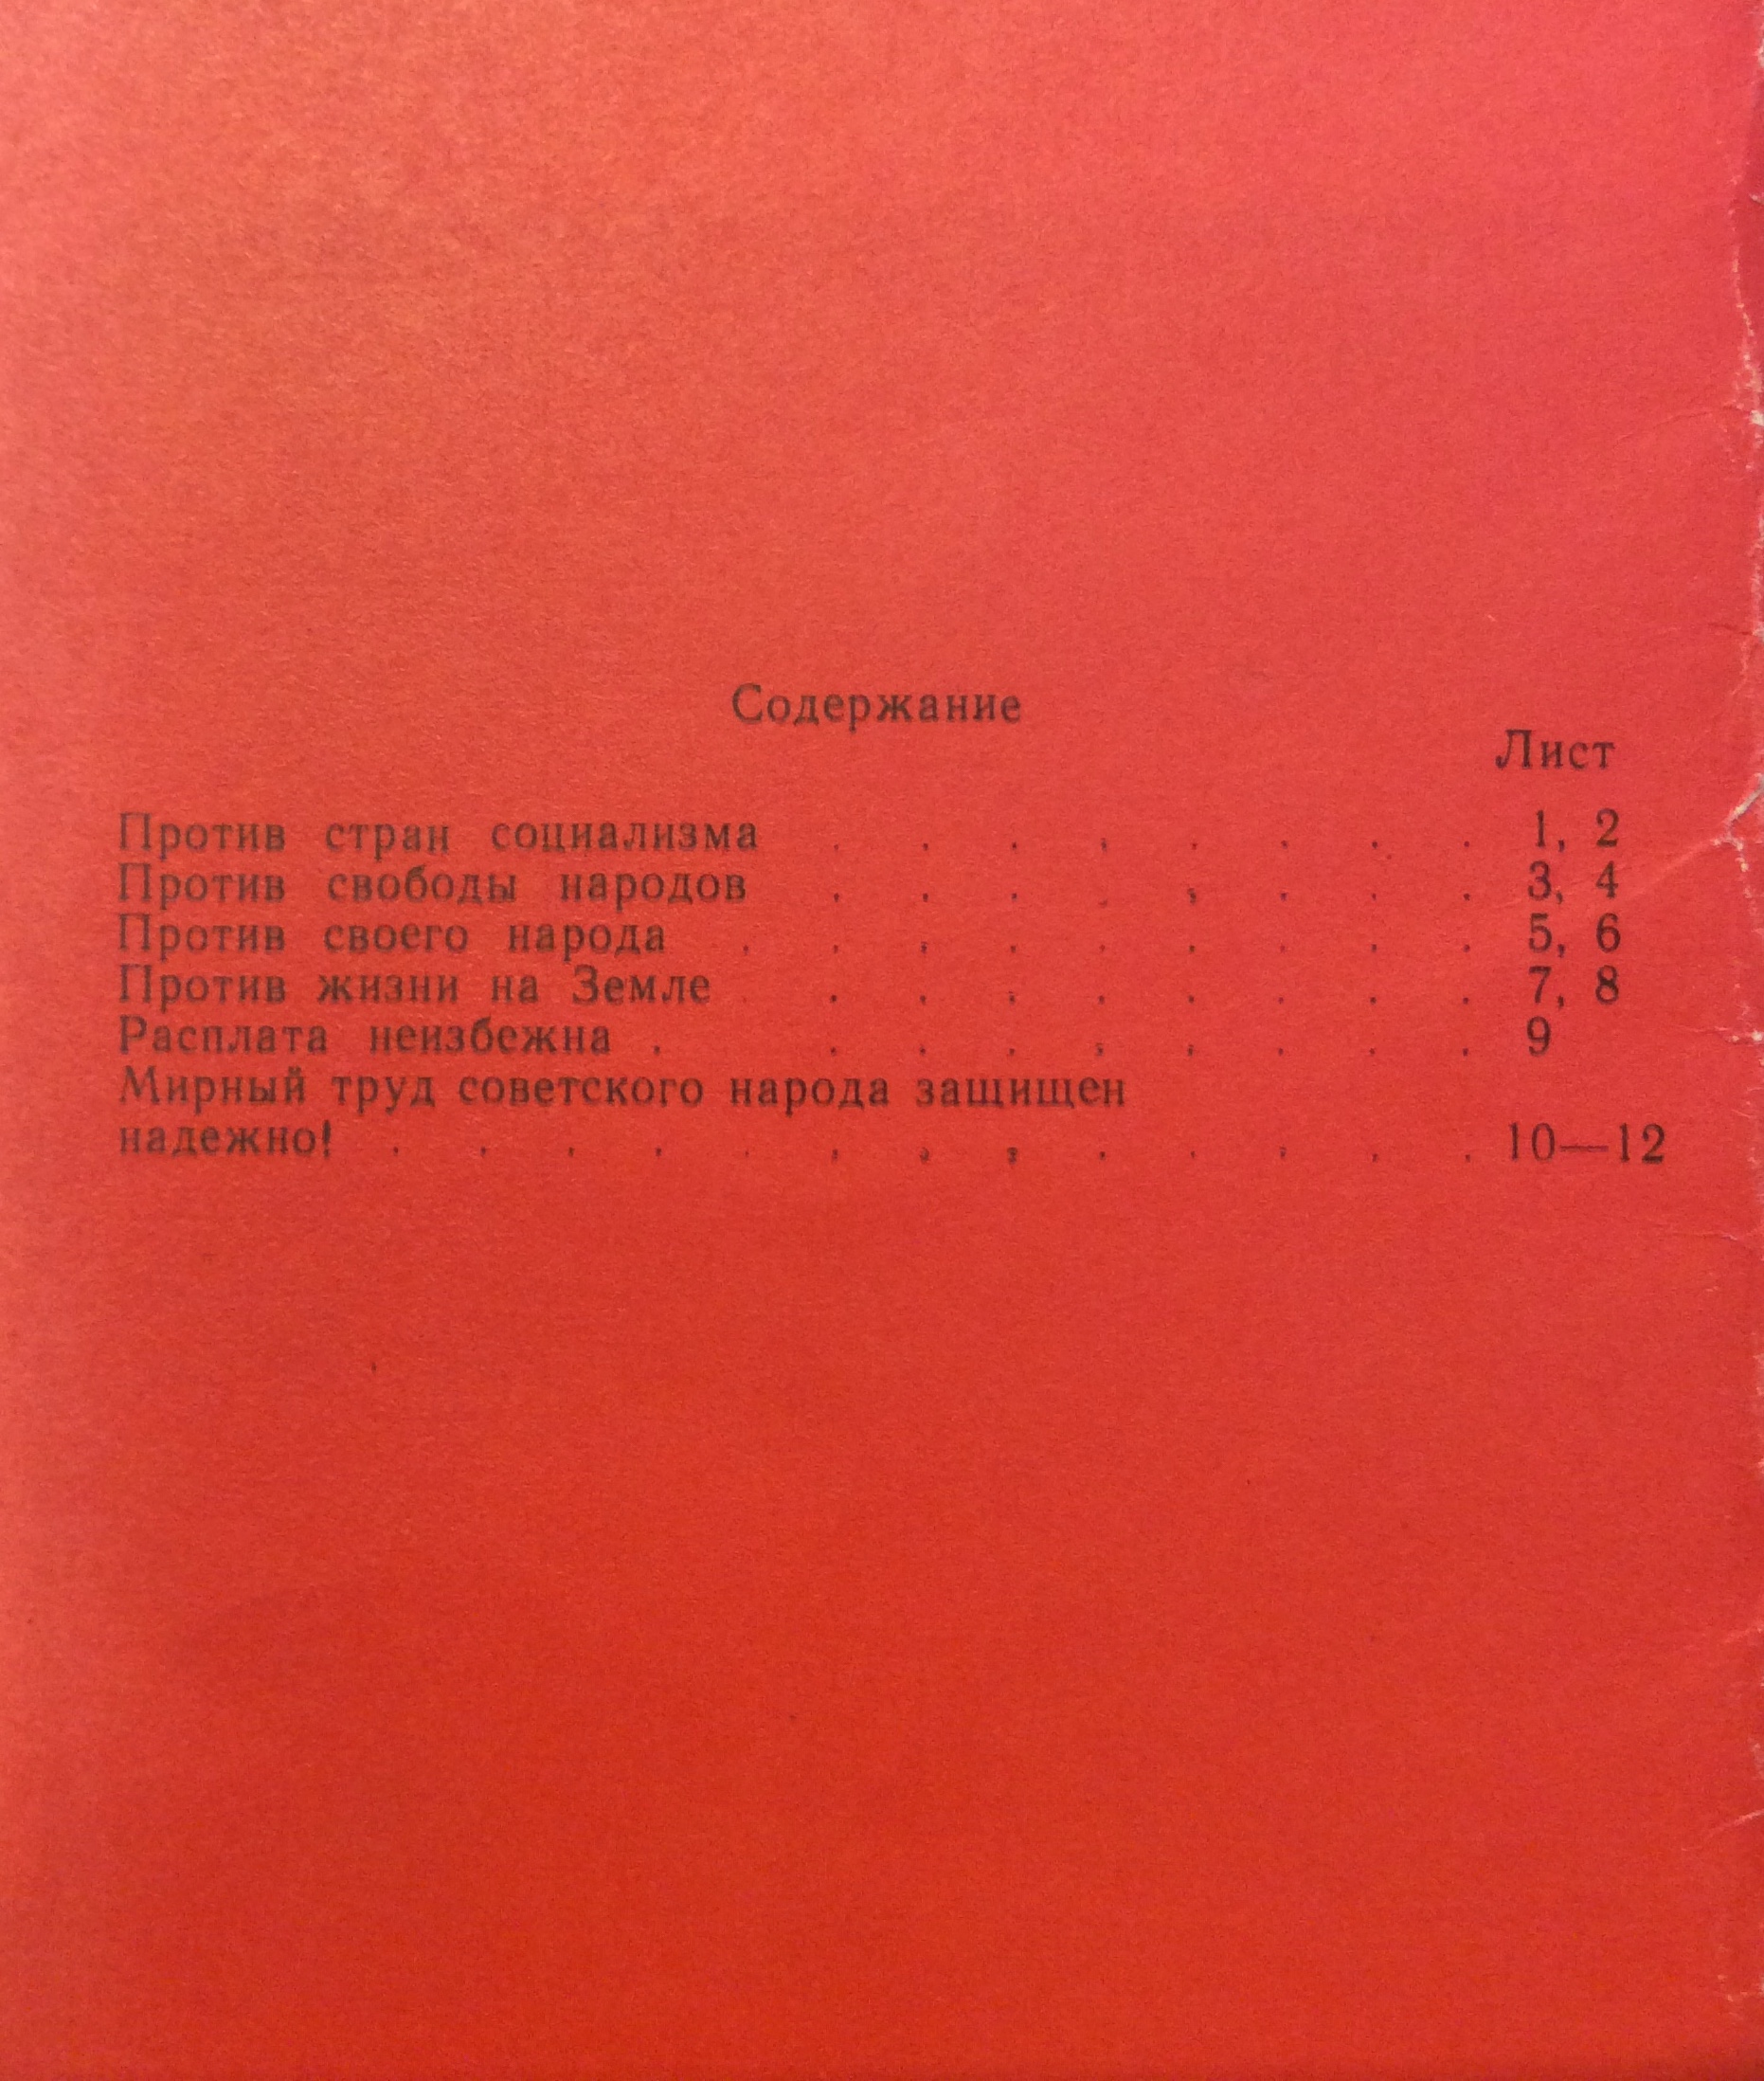 Содержание
Лист
Против стран социализма . . . . . . . . 1, 2
Против свободы народов . . . . . . . . 3, 4
Против своего народа . . . . . . . . . 5, 6
Против жизни на Земле . . . . . . . . . 7, 8
Расплата неизбежна . . . . . . . . . 9
Мирный труд советского народа защищен
надежно! . . . . . . . . . . . . . 10—12